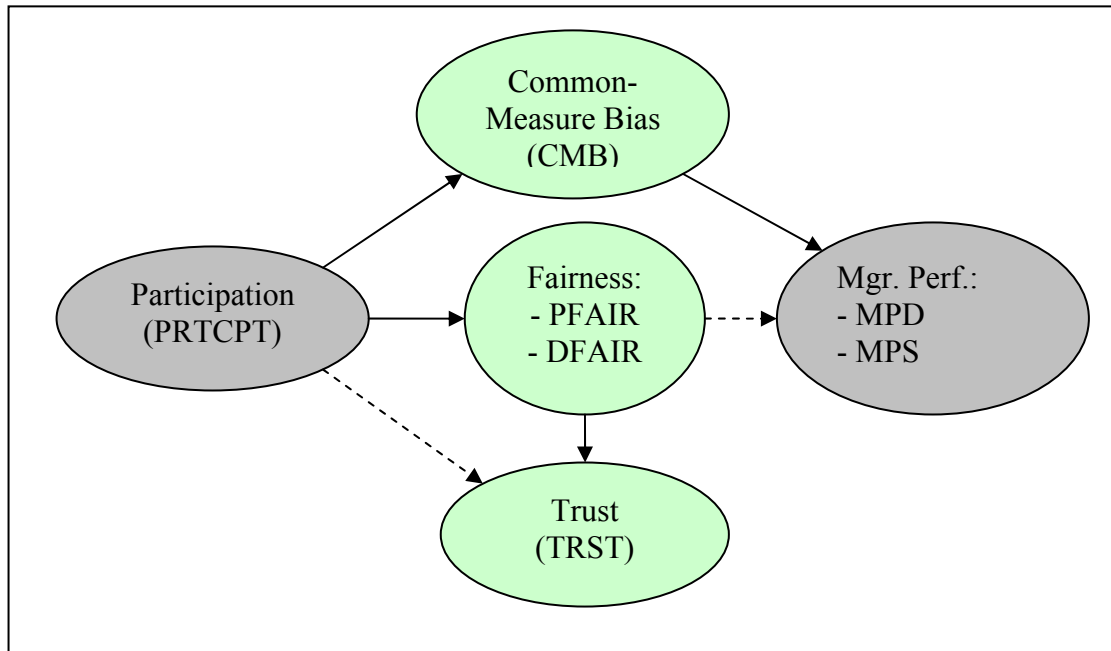 Common-
Measure Bias
(CMB)
Participation
(PRTCPT)
Fairness:
- PFAIR
- DFAIR
Mgr. Perf.:
- MPD
- MPS
Trust
(TRST)